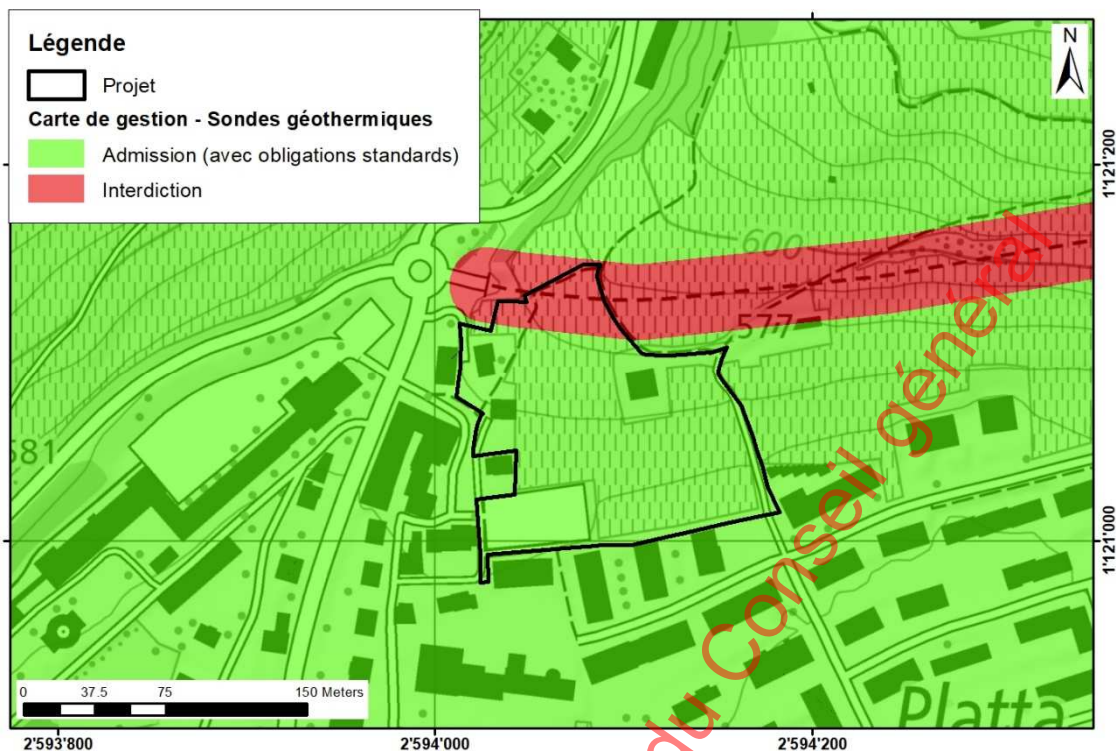 Légende
Projet
Carte de gestion - Sondes géothermiques
Admission (avec obligations standards)
Interdiction
N
1'121'200
600
577
581
1'121'000
du Conseil général
Platta
0 37.5 75 150 Meters
2'593'800 2'594'000 2'594'200